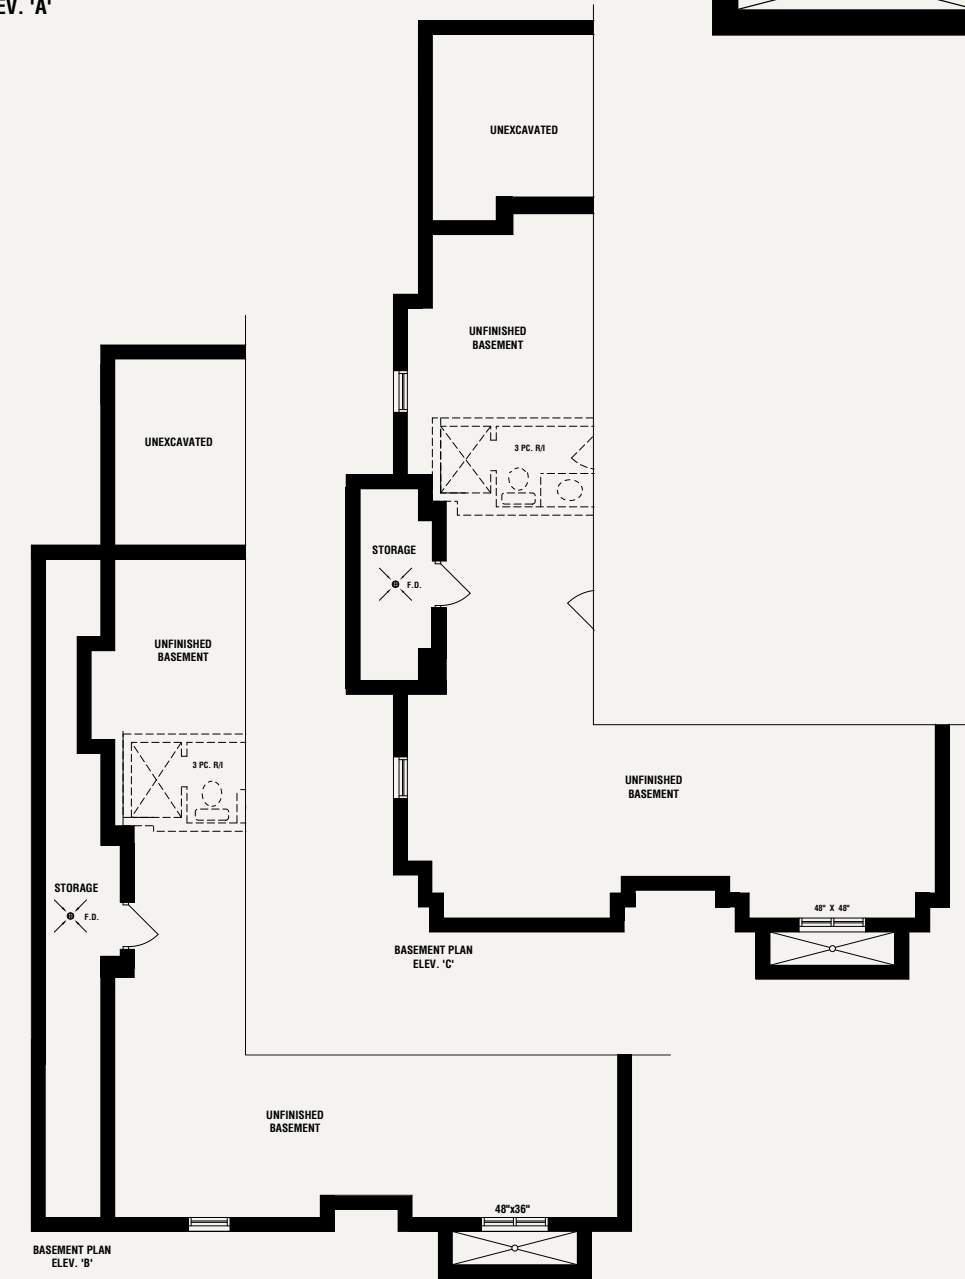 EV. 'A'
UNEXCAVATED
UNFINISHED
BASEMENT
3 PC. R/I
STORAGE
F.D.
UNFINISHED
BASEMENT
48" X 48"
BASEMENT PLAN
ELEV. 'C'
UNEXCAVATED
UNFINISHED
BASEMENT
3 PC. R/I
STORAGE
F.D.
UNFINISHED
BASEMENT
48"x36"
BASEMENT PLAN
ELEV. 'B'